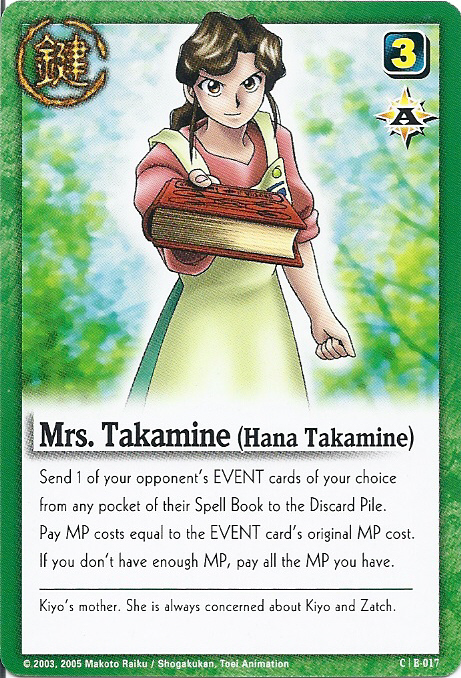 鍵
3
A
Mrs. Takamine (Hana Takamine)
Send 1 of your opponent's EVENT cards of your choice
from any pocket of their Spell Book to the Discard Pile.
Pay MP costs equal to the EVENT card's original MP cost.
If you don't have enough MP, pay all the MP you have.
Kiyo's mother. She is always concerned about Kiyo and Zatch.
© 2003, 2005 Makoto Raiku / Shogakukan, Toei Animation C | B-017